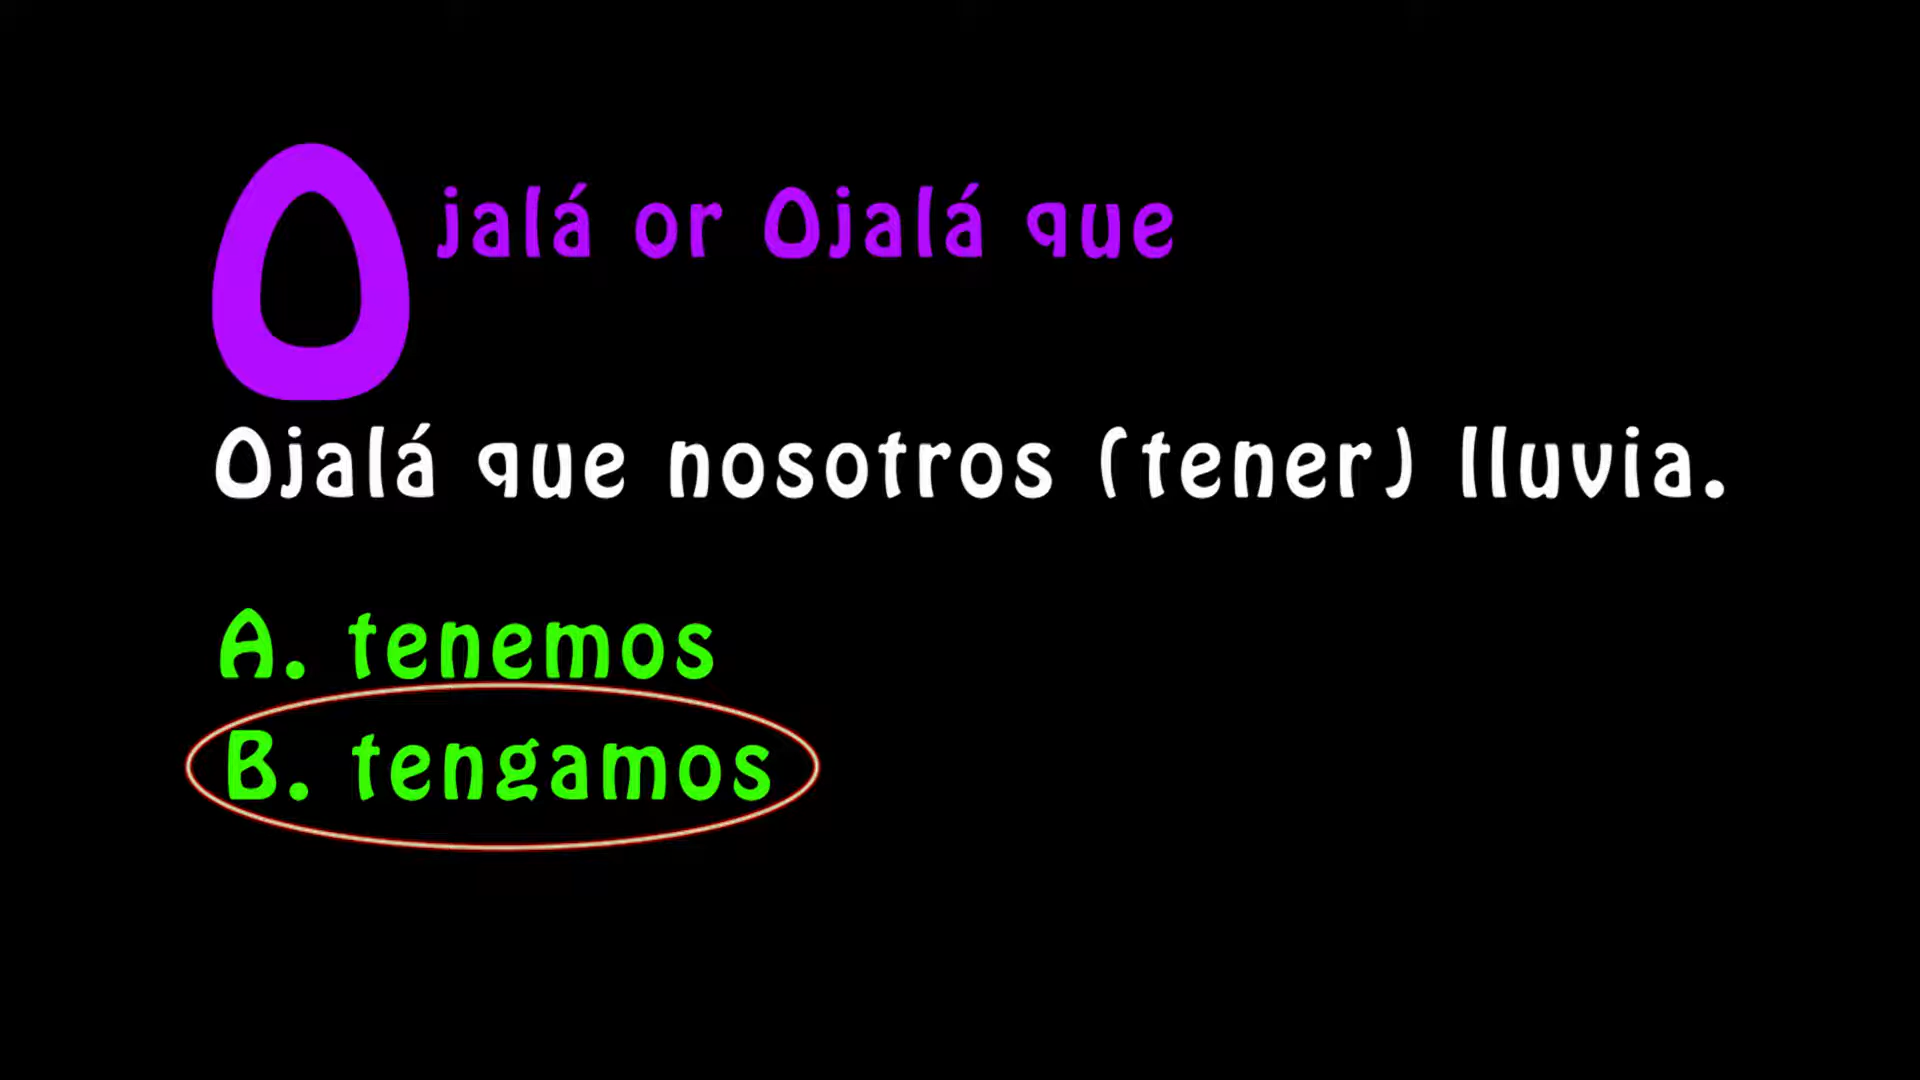 Ojalá or Ojalá que
Ojalá que nosotros (tener) lluvia.
A. tenemos
B. tengamos